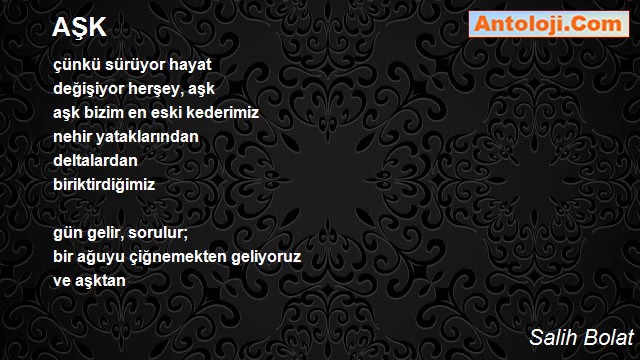 AŞK
Antoloji.Com
çünkü sürüyor hayat
değişiyor herşey, aşk
aşk bizim en eski kederimiz
nehir yataklarından
deltalardan
biriktirdiğimiz
gün gelir, sorulur;
bir ağuyu çiğnemekten geliyoruz
ve aşktan
Salih Bolat